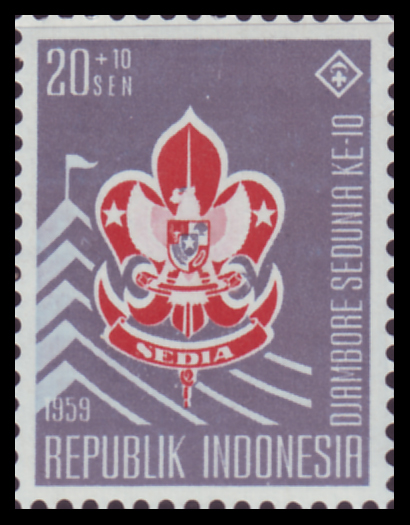 20 +10
SEN
DJAMBORE SEDUNIA KE-10
SEDIA
1959
REPUBLIK INDONESIA